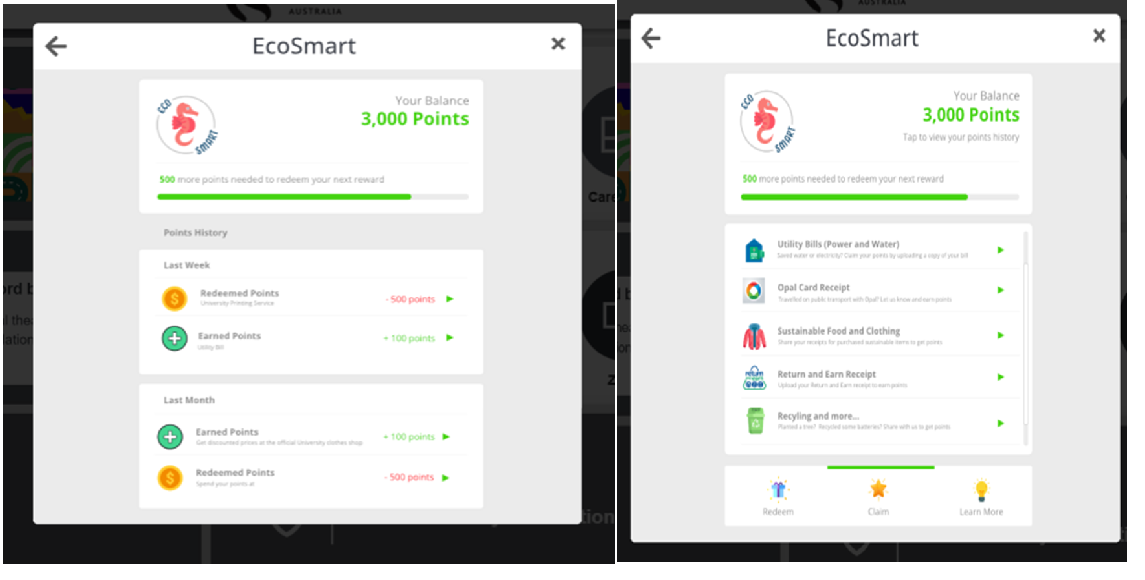 AUSTRALIA
EcoSmart
ECO
SMART
Your Balance
3,000 Points
500 more points needed to redeem your next reward
Points History
Last Week
Redeemed Points
University Printing Service
- 500 points
Earned Points
Utility Bill
+ 100 points
Last Month
Earned Points
Get discounted prices at the official University clothes shop
+ 100 points
Redeemed Points
Spend your points at
- 500 points
Care
AUSTRALIA
EcoSmart
ECO
SMART
Your Balance
3,000 Points
Tap to view your points history
500 more points needed to redeem your next reward
Utility Bills (Power and Water)
Saved water or electricity? Claim your points by uploading a copy of your bill
Opal Card Receipt
Travelled on public transport with Opal? Let us know and earn points
Sustainable Food and Clothing
Share your receipts for purchased sustainable items to get points
Return and Earn Receipt
Upload your Return and Earn receipt to earn points
Recyling and more...
Planted a tree? Recycled some batteries? Share with us to get points
Redeem
Claim
Learn More